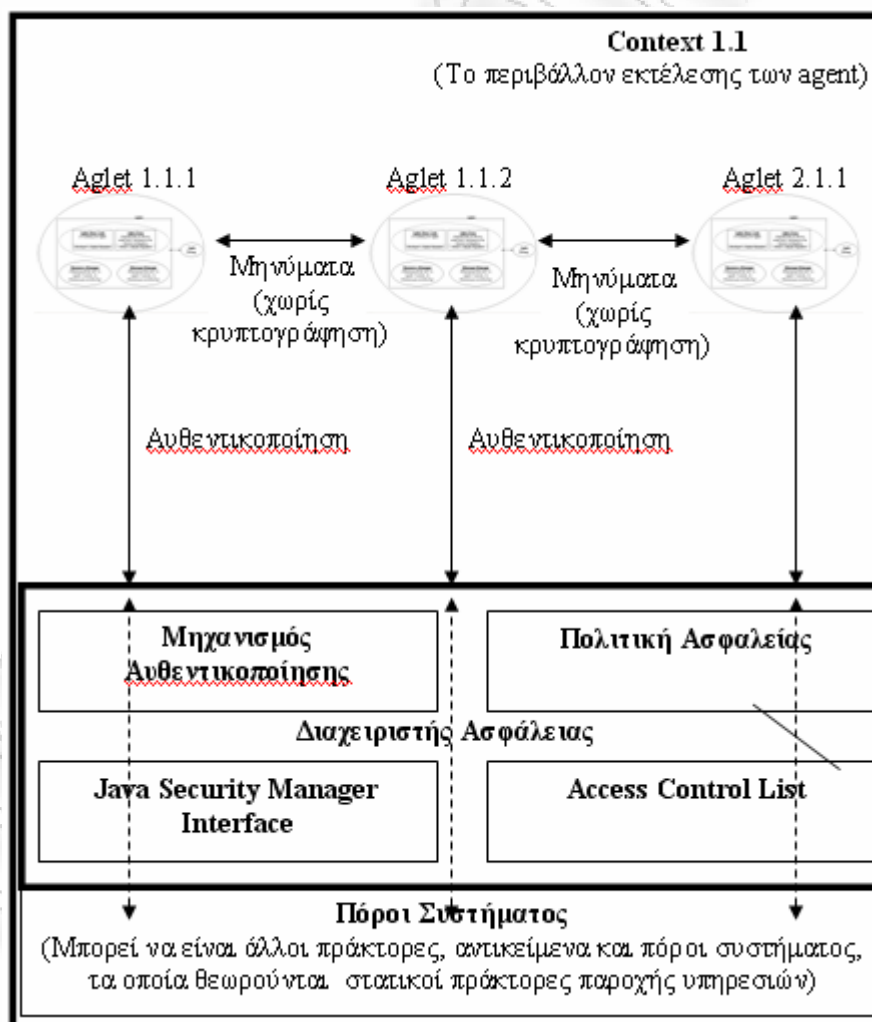 Context 1.1
(Το περιβάλλον εκτέλεσης των agent)
Aglet 1.1.1
Aglet 1.1.2
Aglet 2.1.1
Μηνύματα
(χωρίς
κρυπτογράφηση)
Μηνύματα
(χωρίς
κρυπτογράφηση)
Αυθεντικοποίηση
Αυθεντικοποίηση
Μηχανισμός
Αυθεντικοποίησης
Πολιτική Ασφαλείας
Διαχειριστής Ασφάλειας
Java Security Manager
Interface
Access Control List
Πόροι Συστήματος
(Μπορεί να είναι άλλοι πράκτορες, αντικείμενα και πόροι συστήματος,
τα οποία θεωρούνται στατικοί πράκτορες παροχής υπηρεσιών)